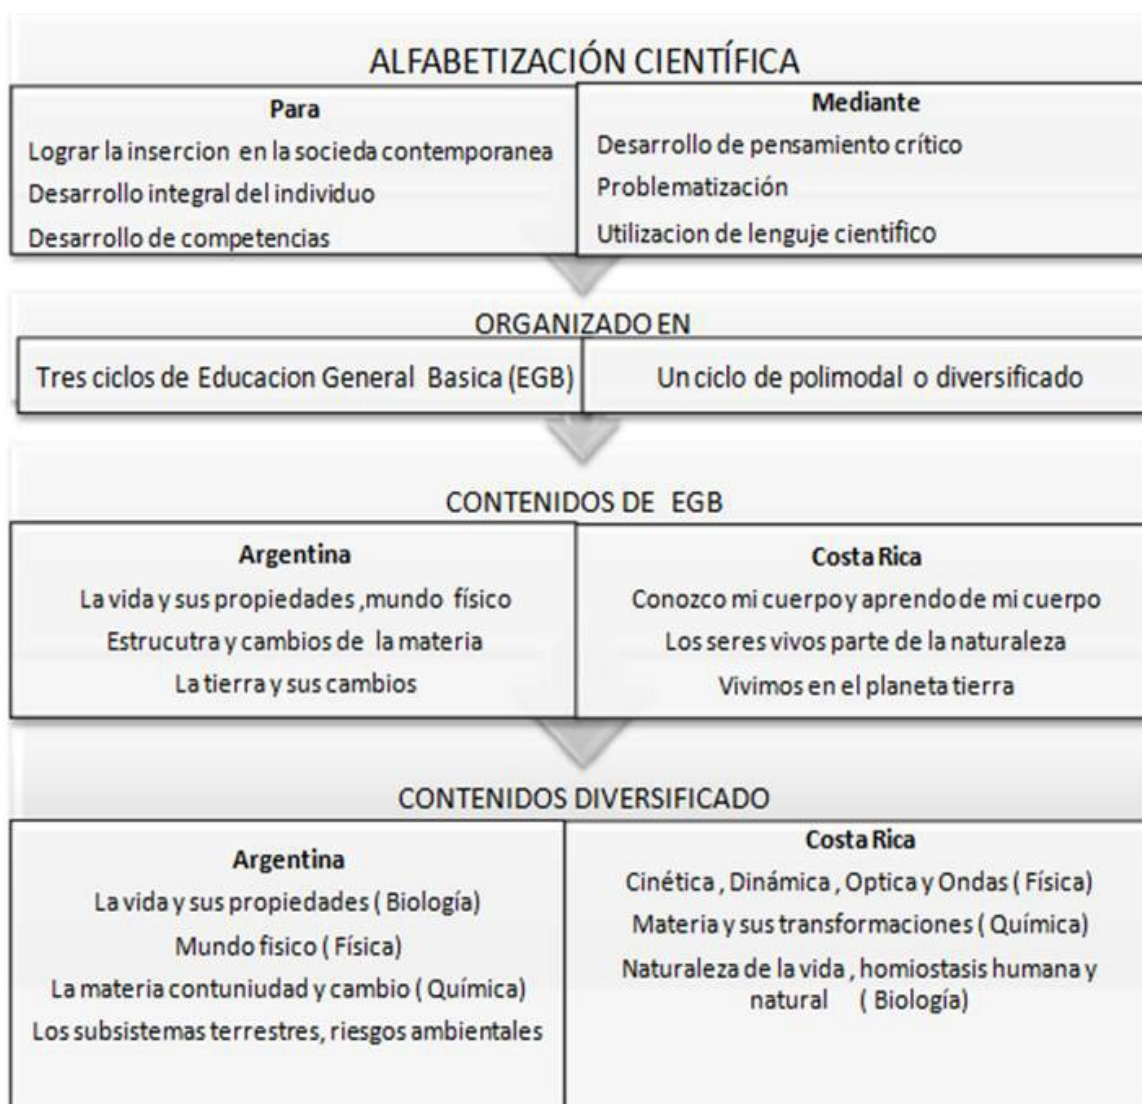 ALFABETIZACIÓN CIENTÍFICA
Para
Lograr la insercion en la socieda contemporanea
Desarrollo integral del individuo
Desarrollo de competencias
Mediante
Desarrollo de pensamiento crítico
Problematización
Utilizacion de lenguje cientifico
ORGANIZADO EN
Tres ciclos de Educacion General Basica (EGB)
Un ciclo de polimodal o diversificado
CONTENIDOS DE EGB
Argentina
La vida y sus propiedades ,mundo físico
Estrucutra y cambios de la materia
La tierra y sus cambios
Costa Rica
Conozco mi cuerpo y aprendo de mi cuerpo
Los seres vivos parte de la naturaleza
Vivimos en el planeta tierra
CONTENIDOS DIVERSIFICADO
Argentina
La vida y sus propiedades ( Biología)
Mundo fisico ( Física)
La materia contuniudad y cambio ( Química)
Los subsistemas terrestres, riesgos ambientales
Costa Rica
Cinética , Dinámica , Optica y Ondas ( Física)
Materia y sus transformaciones ( Química)
Naturaleza de la vida , homiostasis humana y
natural ( Biología)